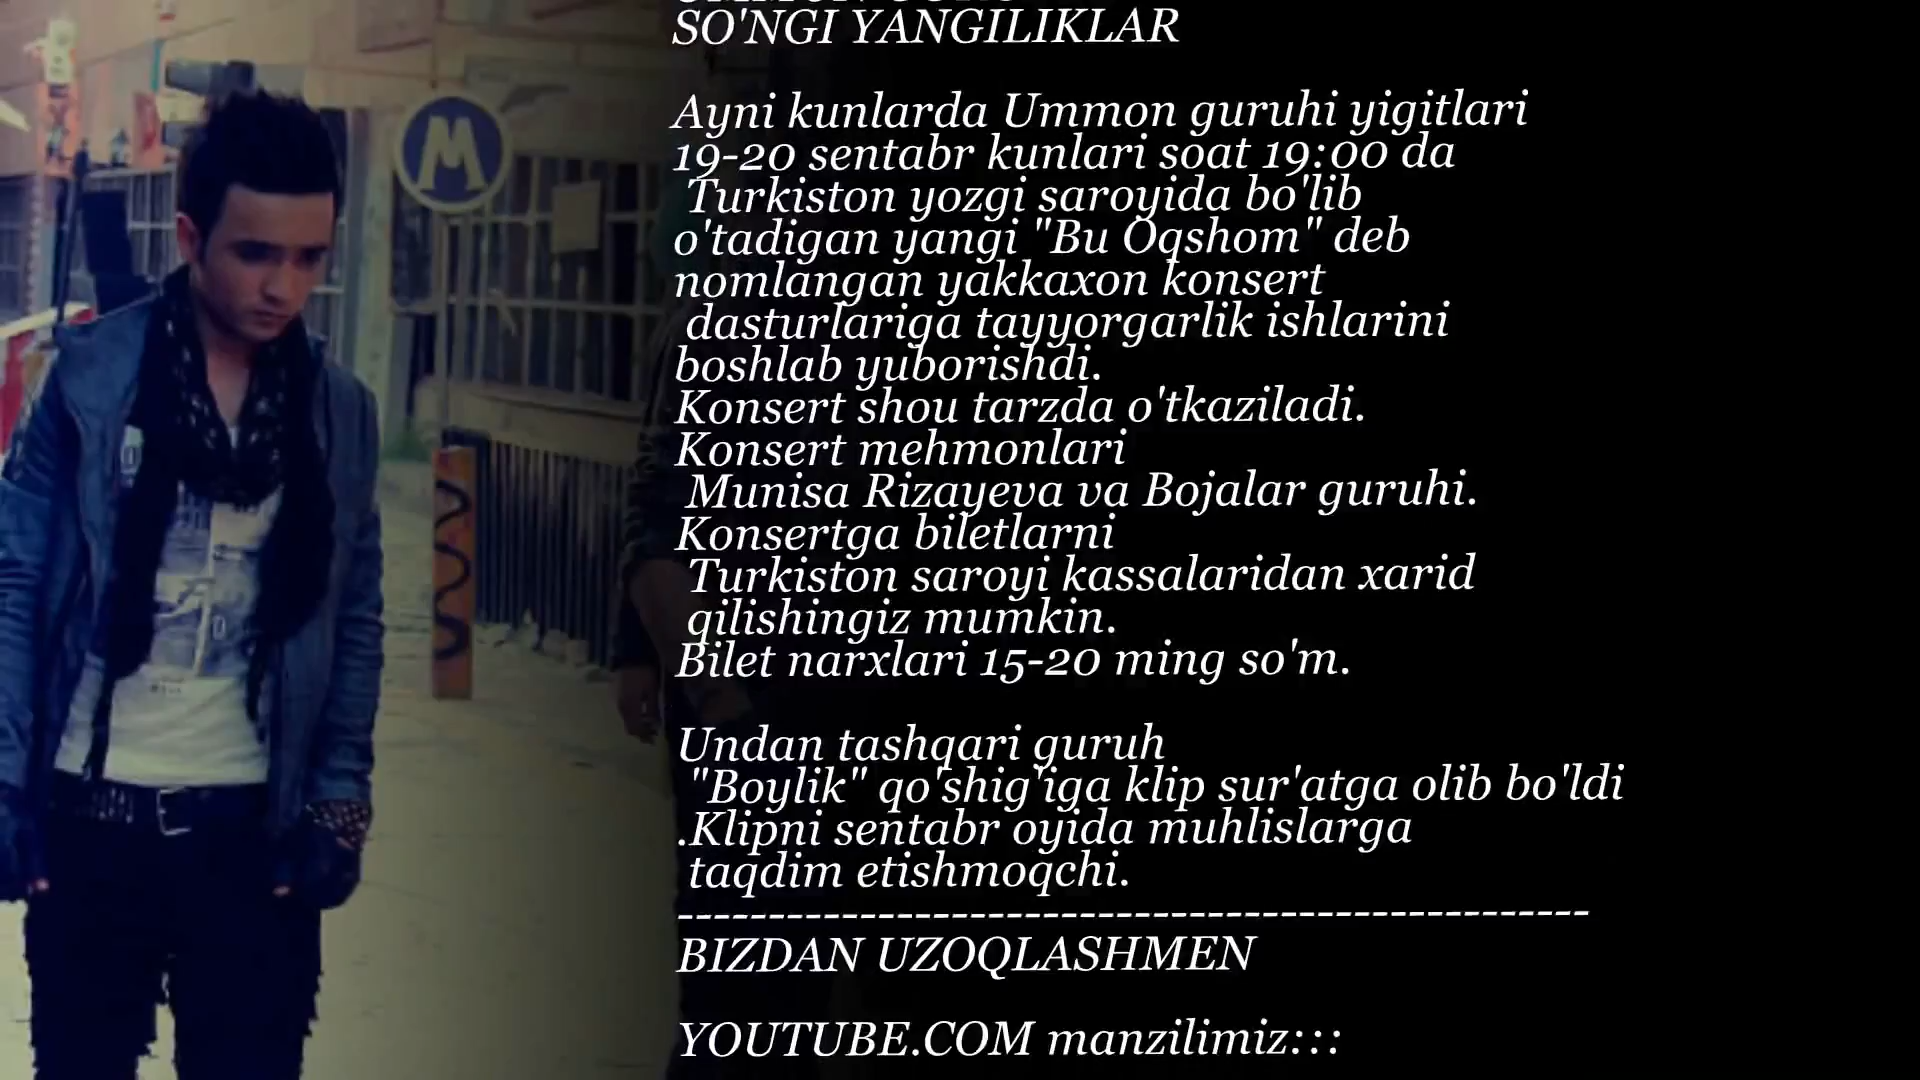 SO'NGI YANGILIKLAR
Ayni kunlarda Ummon guruhi yigitlari
19-20 sentabr kunlari soat 19:00 da
Turkiston yozgi saroyida bo'lib
o'tadigan yangi "Bu Oqshom" deb
nomlangan yakkaxon konsert
dasturlariga tayyorgarlik ishlarini
boshlab yuborishdi.
Konsert shou tarzda o'tkaziladi.
Konsert mehmonlari
Munisa Rizayeva va Bojalar guruhi.
Konsertga biletlarni
Turkiston saroyi kassalaridan xarid
qilishingiz mumkin.
Bilet narxlari 15-20 ming so'm.
Undan tashqari guruh
"Boylik" qo'shig'iga klip sur'atga olib bo'ldi
.Klipni sentabr oyida muhlislarga
taqdim etishmoqchi.
--------------------------------------------------
BIZDAN UZOQLASHMEN
YOUTUBE.COM manzilimiz:::
M